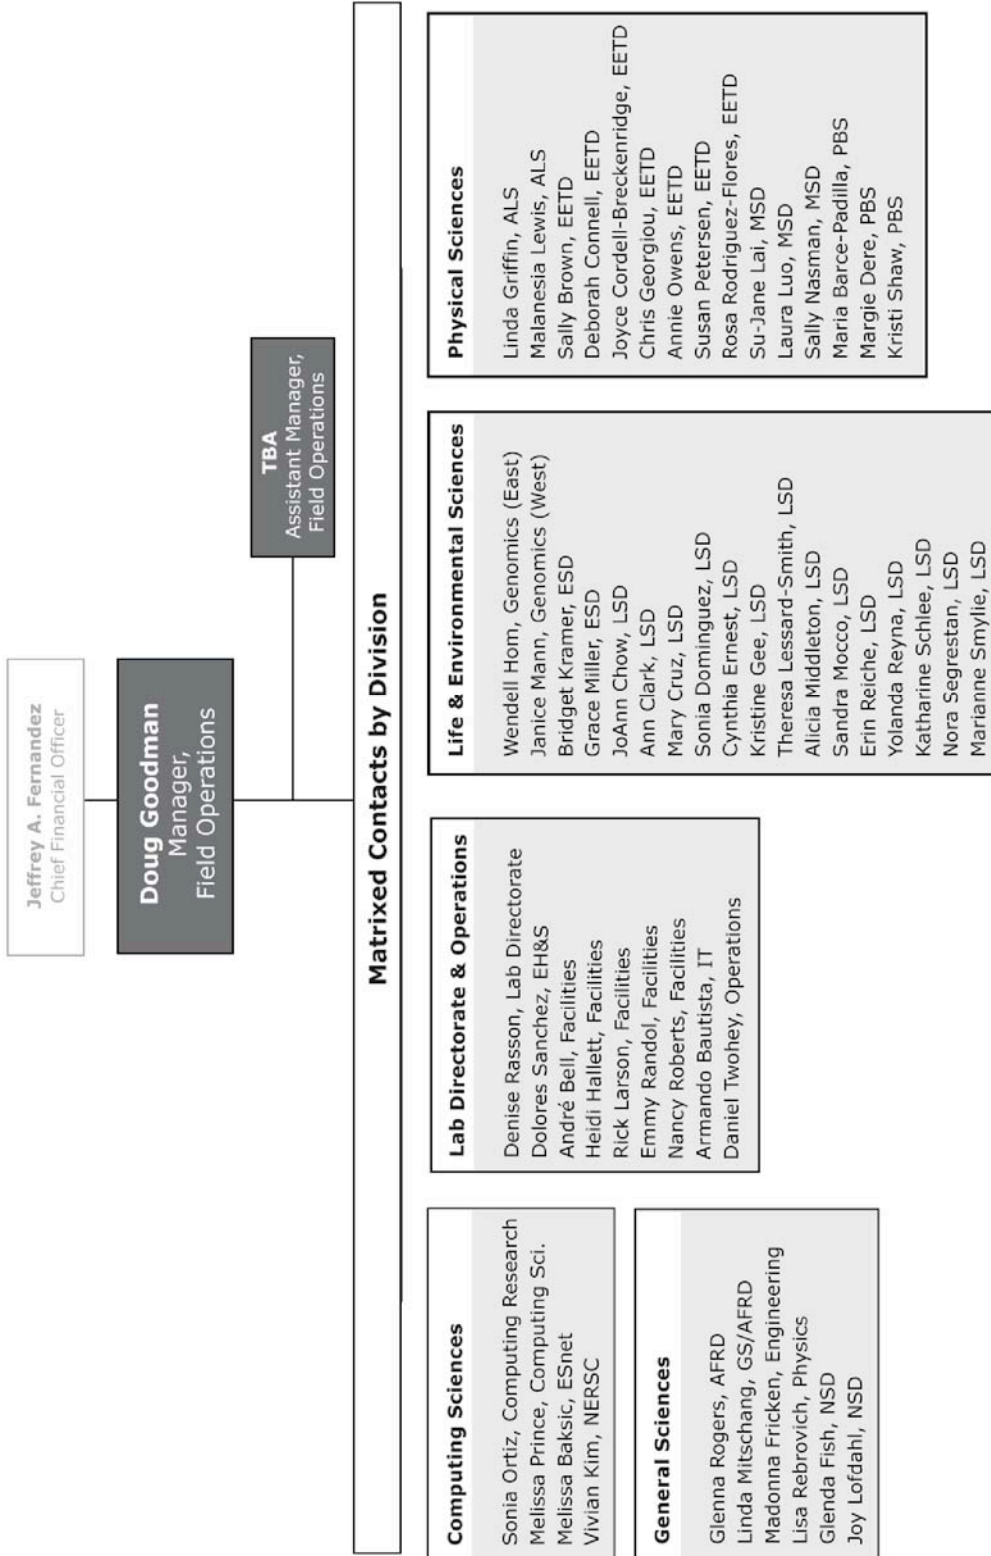 Jeffrey A. Fernandez
Chief Financial Officer
Doug Goodman
Manager,
Field Operations
TBA
Assistant Manager,
Field Operations
Matrixed Contacts by Division
Computing Sciences
Sonia Ortiz, Computing Research
Melissa Prince, Computing Sci.
Melissa Baksic, ESnet
Vivian Kim, NERSC
General Sciences
Glenna Rogers, AFRD
Linda Mitschang, GS/AFRD
Madonna Fricken, Engineering
Lisa Rebrovich, Physics
Glenda Fish, NSD
Joy Lofdahl, NSD
Lab Directorate & Operations
Denise Rasson, Lab Directorate
Dolores Sanchez, EH&S
André Bell, Facilities
Heidi Hallett, Facilities
Rick Larson, Facilities
Emmy Randol, Facilities
Nancy Roberts, Facilities
Armando Bautista, IT
Daniel Twohey, Operations
Life & Environmental Sciences
Wendell Hom, Genomics (East)
Janice Mann, Genomics (West)
Bridget Kramer, ESD
Grace Miller, ESD
JoAnn Chow, LSD
Ann Clark, LSD
Mary Cruz, LSD
Sonia Dominguez, LSD
Cynthia Ernest, LSD
Kristine Gee, LSD
Theresa Lessard-Smith, LSD
Alicia Middleton, LSD
Sandra Mocco, LSD
Erin Reiche, LSD
Yolanda Reyna, LSD
Katharine Schlee, LSD
Nora Segrestan, LSD
Marianne Smylie, LSD
Physical Sciences
Linda Griffin, ALS
Malanesia Lewis, ALS
Sally Brown, EETD
Deborah Connell, EETD
Joyce Cordell-Breckenridge, EETD
Chris Georgiou, EETD
Annie Owens, EETD
Susan Petersen, EETD
Rosa Rodriguez-Flores, EETD
Su-Jane Lai, MSD
Laura Luo, MSD
Sally Nasman, MSD
Maria Barce-Padilla, PBS
Margie Dere, PBS
Kristi Shaw, PBS